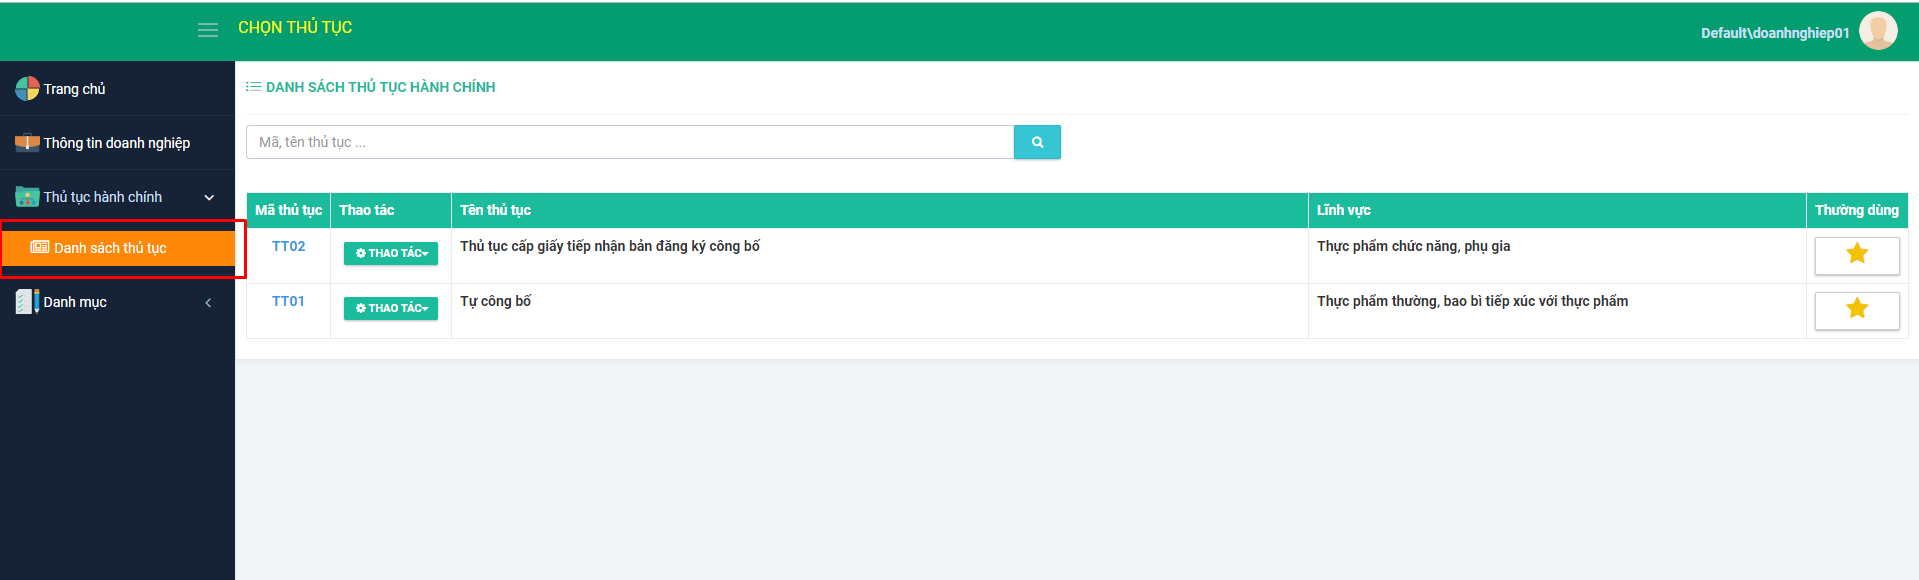 CHỌN THỦ TỤC
Default\doanhnghiep01
Trang chủ
Thông tin doanh nghiệp
Thủ tục hành chính
Danh sách thủ tục
Danh mục
DANH SÁCH THỦ TỤC HÀNH CHÍNH
Mã, tên thủ tục ...
Mã thủ tục Thao tác Tên thủ tục Lĩnh vực Thường dùng
TT02 THAO TÁC Thủ tục cấp giấy tiếp nhận bản đăng ký công bố Thực phẩm chức năng, phụ gia
TT01 THAO TÁC Tự công bố Thực phẩm thường, bao bì tiếp xúc với thực phẩm